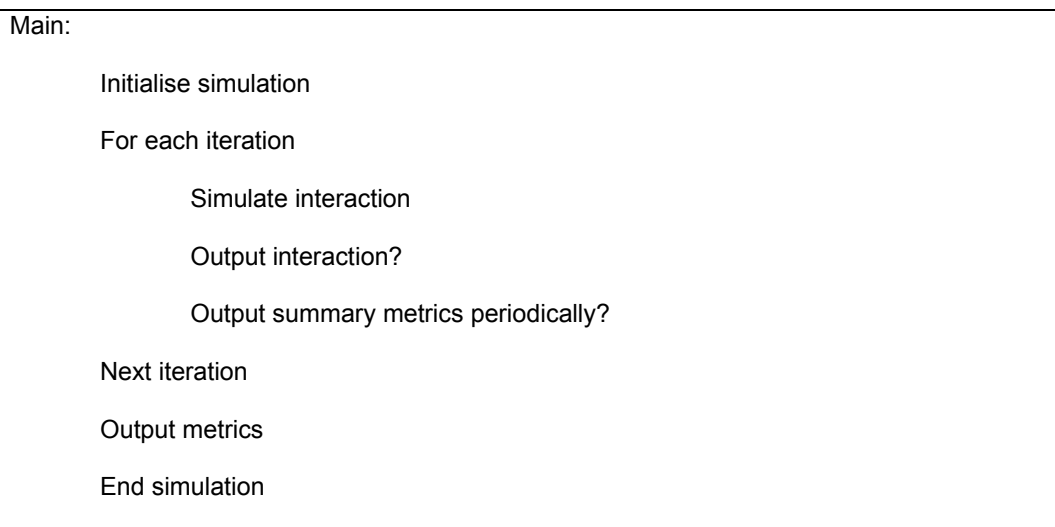 Main:
Initialise simulation
For each iteration
Simulate interaction
Output interaction?
Output summary metrics periodically?
Next iteration
Output metrics
End simulation